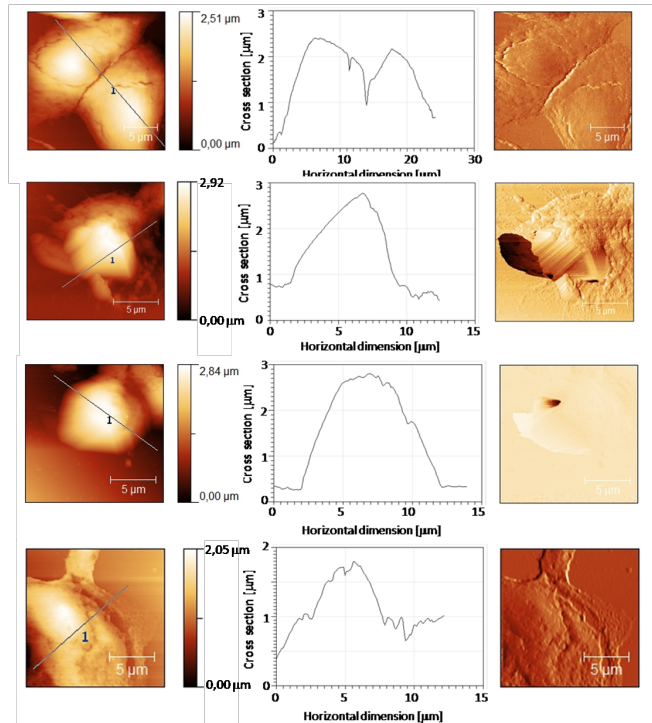 2,51 µm
0,00 µm
1
5 µm
Cross section [µm]
3
2
1
0
0
10
20
30
Horizontal dimension [µm]
5 µm
2,92
0,00 µm
1
5 µm
Cross section [µm]
3
2
1
0
0
5
10
15
Horizontal dimension [µm]
5 µm
2,84 µm
0,00 µm
1
5 µm
Cross section [µm]
3
2
1
0
0
5
10
15
Horizontal dimension [µm]
5 µm
2,05 µm
0,00 µm
1
5 µm
Cross section [µm]
2
1
0
0
5
10
15
Horizontal dimension [µm]
5 µm